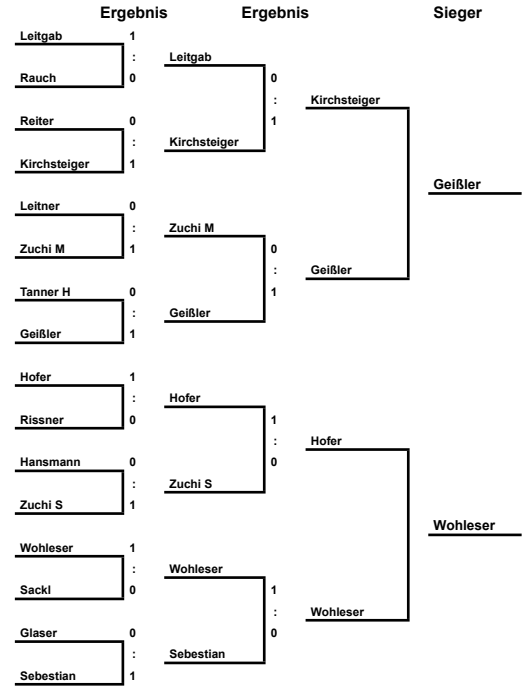 Ergebnis Ergebnis Sieger
Leitgab 1
: Leitgab
Rauch 0 0
: Kirchsteiger
Reiter 0 1
: Kirchsteiger
Kirchsteiger 1
Geißler
Leitner 0
: Zuchi M
Zuchi M 1 0
: Geißler
Tanner H 0 1
: Geißler
Geißler 1
Hofer 1
: Hofer
Rissner 0 1
: Hofer
Hansmann 0 0
: Zuchi S
Zuchi S 1
Wohleser
Wohleser 1
: Wohleser
Sackl 0 1
: Wohleser
Glaser 0 0
: Sebestian
Sebestian 1